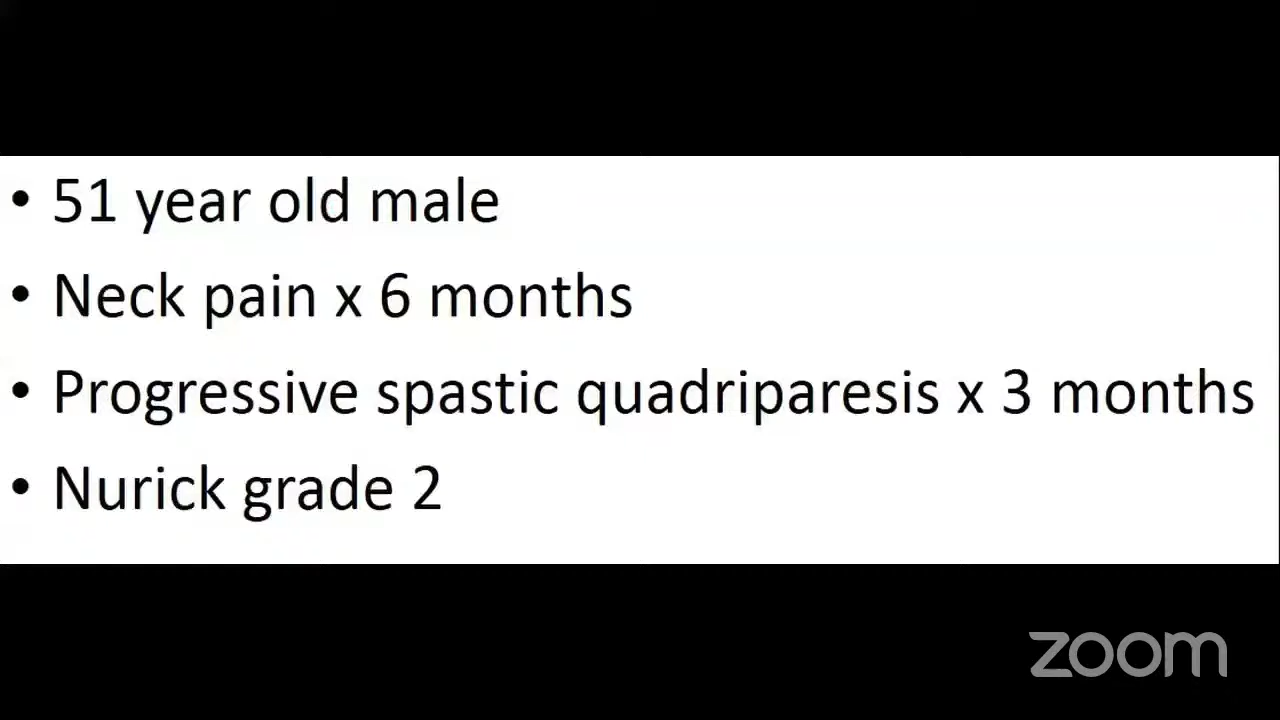 • 51 year old male
• Neck pain x 6 months
• Progressive spastic quadriparesis x 3 months
• Nurick grade 2
zoom